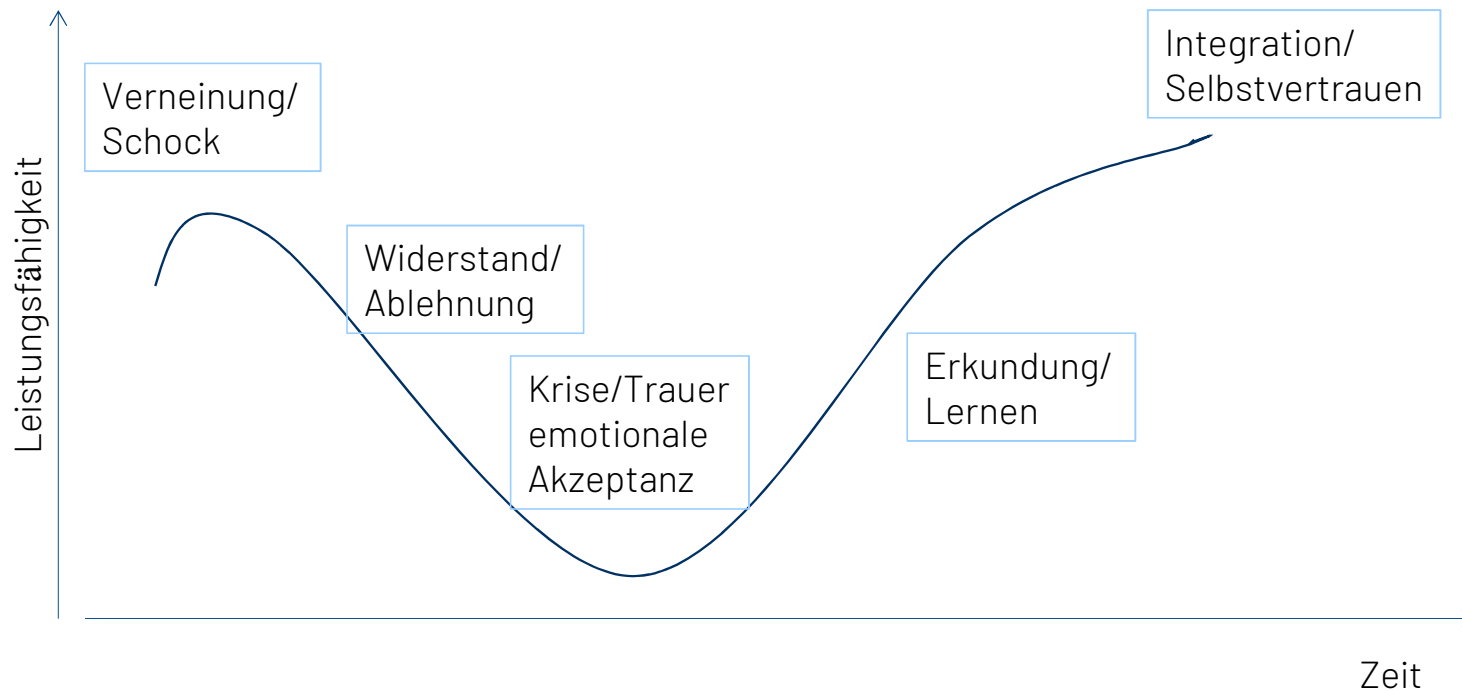 Integration/
Selbstvertrauen
Verneinung/
Schock
Widerstand/
Ablehnung
Krise/Trauer
emotionale
Akzeptanz
Erkundung/
Lernen
Leistungsfähigkeit
Zeit